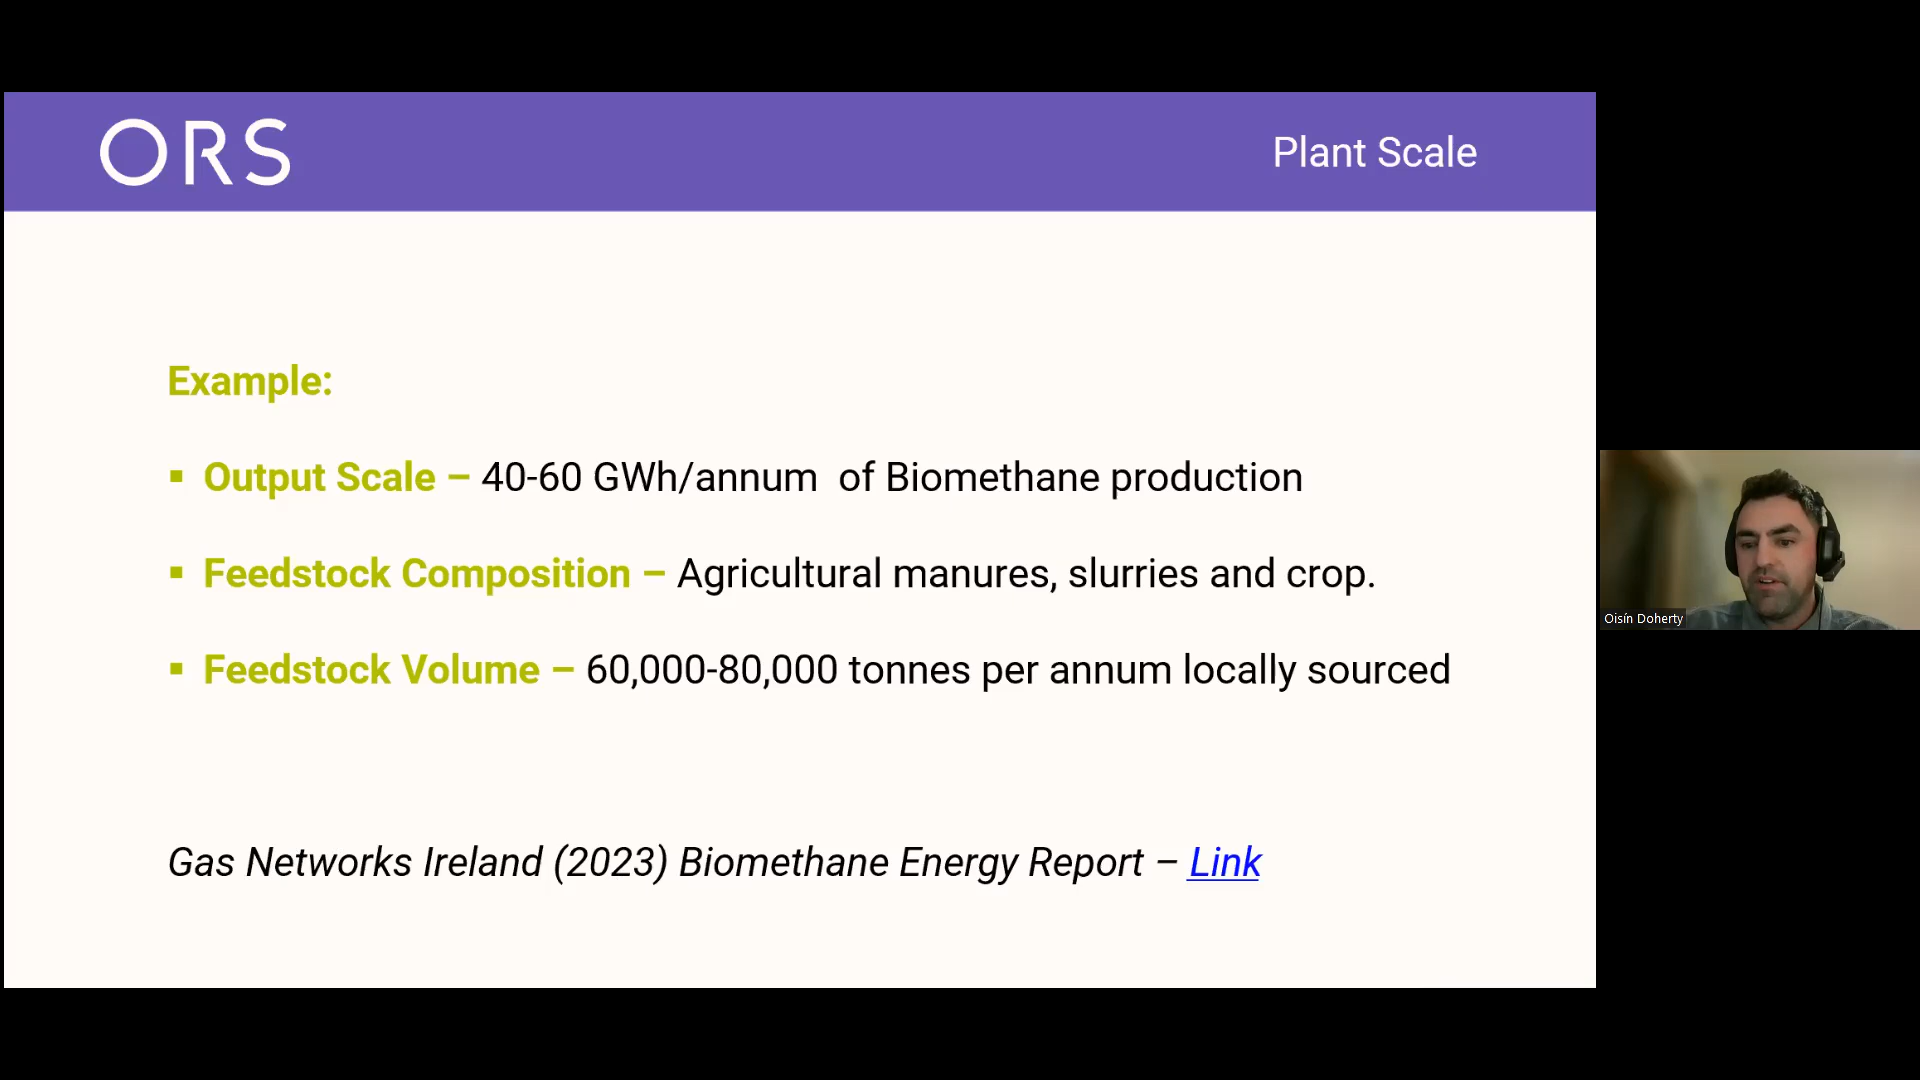 ORS
Plant Scale
Example:
▪ Output Scale – 40-60 GWh/annum  of Biomethane production
▪ Feedstock Composition – Agricultural manures, slurries and crop.
▪ Feedstock Volume – 60,000-80,000 tonnes per annum locally sourced
Gas Networks Ireland (2023) Biomethane Energy Report – Link
Oisín Doherty